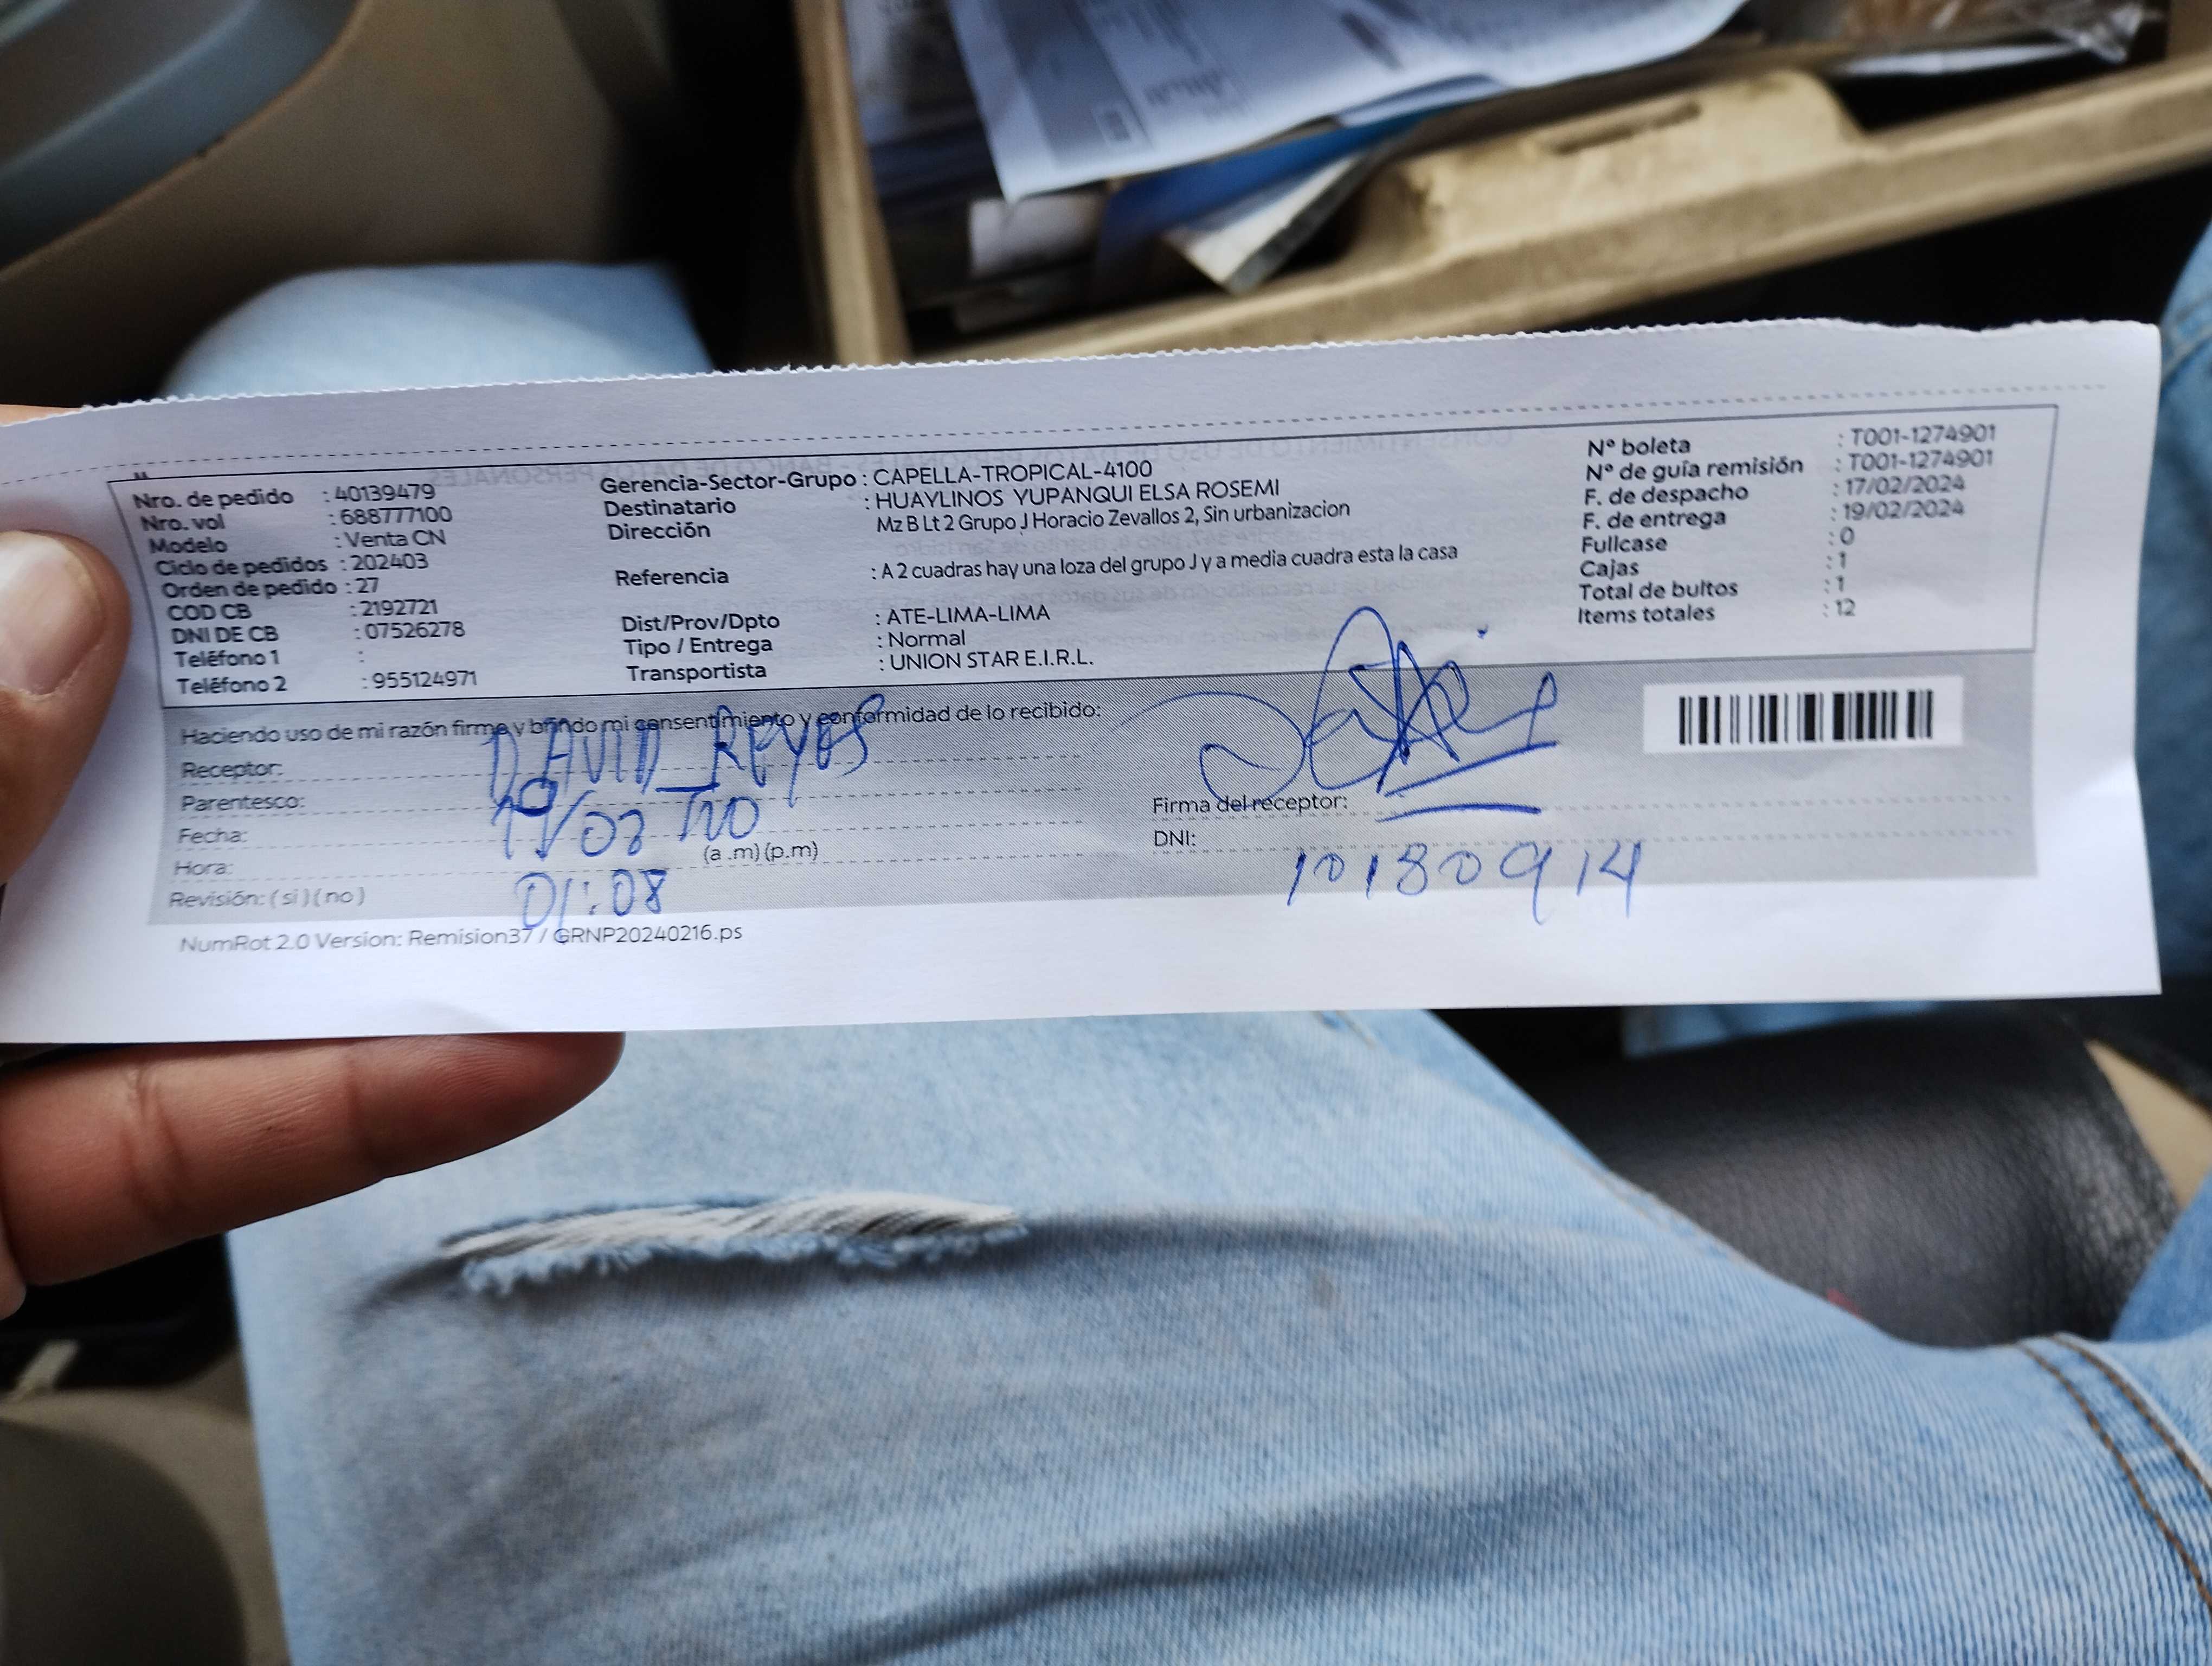 Nro. de pedido : 40139479
Nro. vol : 688777100
Modelo : Venta CN
Ciclo de pedidos : 202403
Orden de pedido : 27
COD CB : 2192721
DNI DE CB : 07526278
Teléfono 1 :
Teléfono 2 : 955124971
Gerencia-Sector-Grupo : CAPELLA-TROPICAL-4100
Destinatario : HUAYLINOS YUPANQUI ELSA ROSEMI
Dirección Mz B Lt 2 Grupo J Horacio Zevallos 2, Sin urbanizacion
Referencia : A 2 cuadras hay una loza del grupo J y a media cuadra esta la casa
Dist/Prov/Dpto : ATE-LIMA-LIMA
Tipo / Entrega : Normal
Transportista : UNION STAR E.I.R.L.
Nº boleta : T001-1274901
Nº de guía remisión : T001-1274901
F. de despacho : 17/02/2024
F. de entrega : 19/02/2024
Fullcase : 0
Cajas : 1
Total de bultos : 1
Items totales : 12
Haciendo uso de mi razón firme y brindo mi consentimiento y conformidad de lo recibido:
Receptor: DAVID REYES
Parentesco: TIO
Fecha:
Hora: (a .m) (p.m)
01:08
Revisión: ( si ) ( no )
Firma del receptor:
DNI:
10180914
NumRot 2.0 Version: Remision37 / GRNP20240216.ps